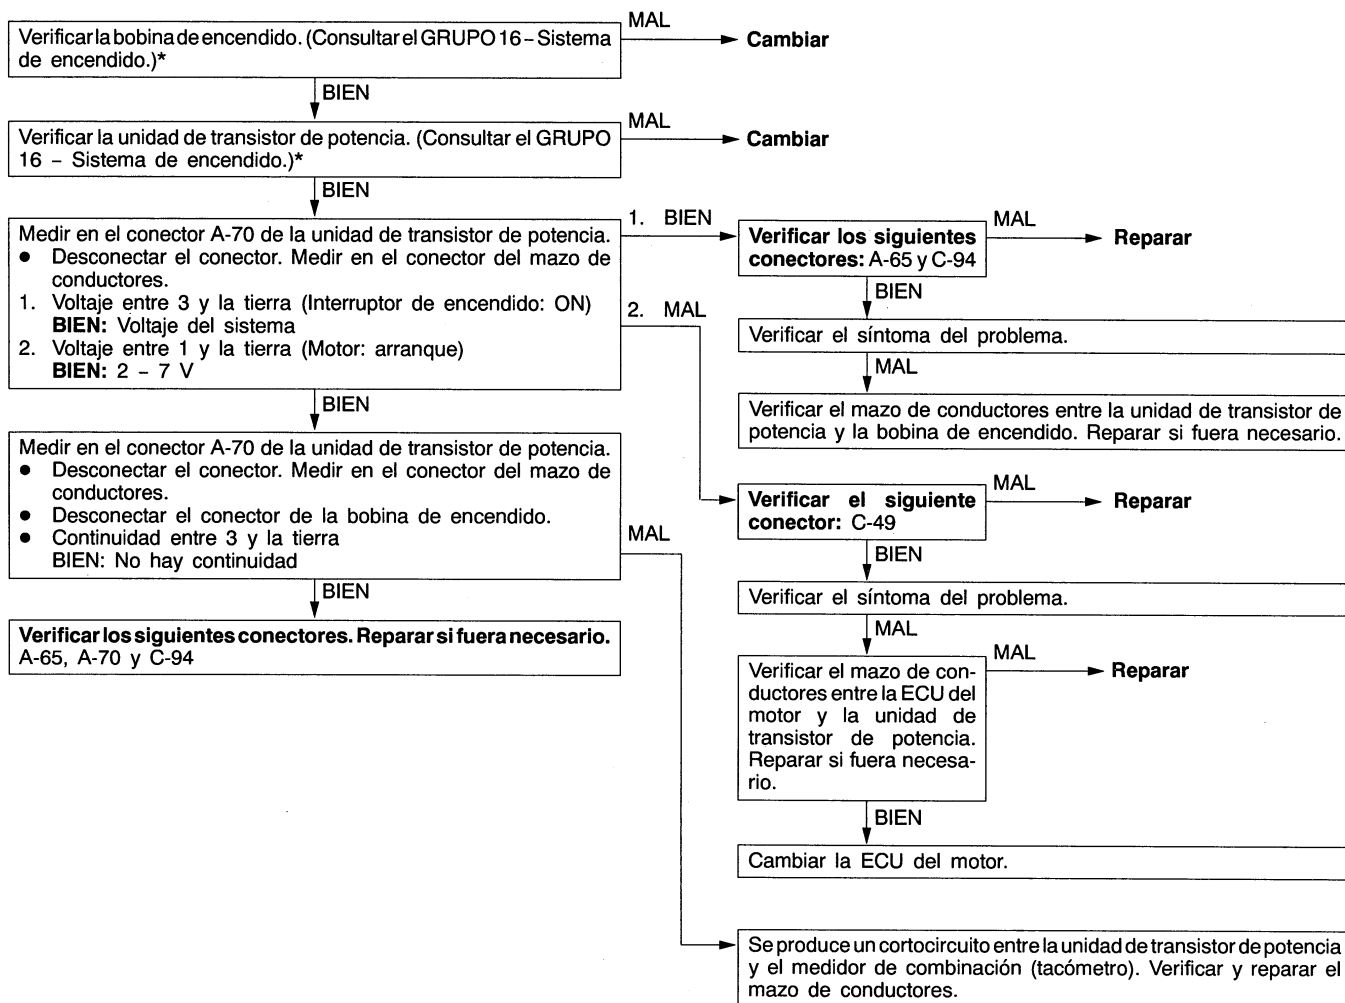 Verificar la bobina de encendido. (Consultar el GRUPO 16 – Sistema
de encendido.)*
MAL
Cambiar
BIEN
Verificar la unidad de transistor de potencia. (Consultar el GRUPO
16 – Sistema de encendido.)*
MAL
Cambiar
BIEN
Medir en el conector A-70 de la unidad de transistor de potencia.
● Desconectar el conector. Medir en el conector del mazo de
conductores.
1. Voltaje entre 3 y la tierra (Interruptor de encendido: ON)
BIEN: Voltaje del sistema
2. Voltaje entre 1 y la tierra (Motor: arranque)
BIEN: 2 – 7 V
1. BIEN
Verificar los siguientes
conectores: A-65 y C-94
MAL
Reparar
BIEN
Verificar el síntoma del problema.
MAL
Verificar el mazo de conductores entre la unidad de transistor de
potencia y la bobina de encendido. Reparar si fuera necesario.
2. MAL
Verificar el siguiente
conector: C-49
MAL
Reparar
BIEN
Verificar el síntoma del problema.
MAL
Verificar el mazo de con-
ductores entre la ECU del
motor y la unidad de
transistor de potencia.
Reparar si fuera necesa-
rio.
MAL
Reparar
BIEN
Cambiar la ECU del motor.
BIEN
Medir en el conector A-70 de la unidad de transistor de potencia.
● Desconectar el conector. Medir en el conector del mazo de
conductores.
● Desconectar el conector de la bobina de encendido.
● Continuidad entre 3 y la tierra
BIEN: No hay continuidad
MAL
Se produce un cortocircuito entre la unidad de transistor de potencia
y el medidor de combinación (tacómetro). Verificar y reparar el
mazo de conductores.
BIEN
Verificar los siguientes conectores. Reparar si fuera necesario.
A-65, A-70 y C-94